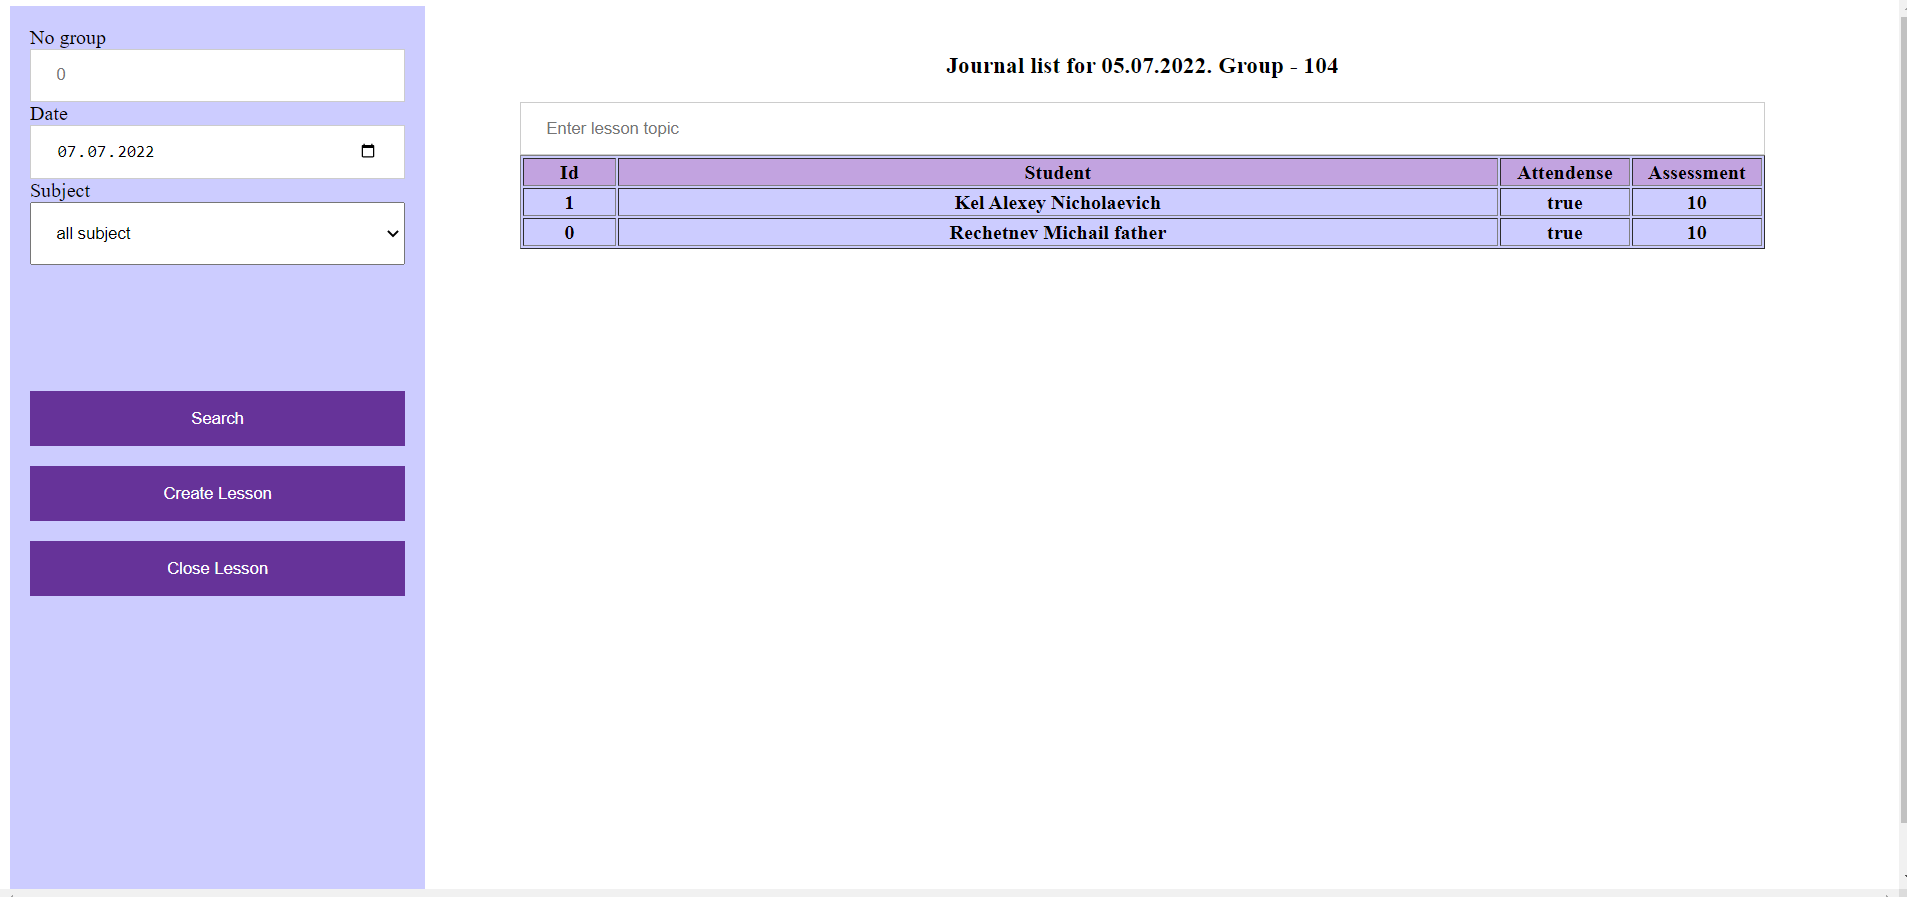 No group
0
Date
07.07.2022
Subject
all subject
Search
Create Lesson
Close Lesson
Journal list for 05.07.2022. Group - 104
Enter lesson topic
Id Student Attendense Assessment
1 Kel Alexey Nicholaevich true 10
0 Rechetnev Michail father true 10